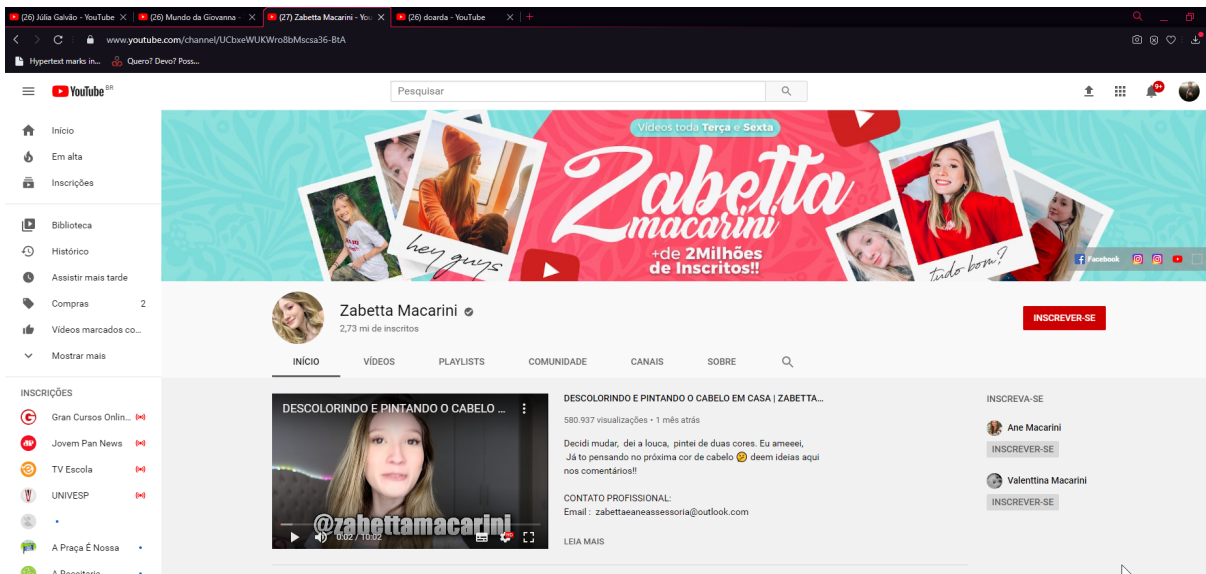 (26) Júlia Galvão - YouTube
(26) Mundo da Giovanna -
(27) Zabetta Macarini - You
(26) doarda - YouTube
www.youtube.com/channel/UCbxeWUKWro8bMscsa36-BtA
Hypertext marks in...
Quero? Devo? Poss...
YouTube BR
Pesquisar
9+
Início
Em alta
Inscrições
Biblioteca
Histórico
Assistir mais tarde
Compras 2
Vídeos marcados co...
Mostrar mais
INSCRIÇÕES
Gran Cursos Onlin...
Jovem Pan News
TV Escola
UNIVESP
A Praça É Nossa
Vídeos toda Terça e Sexta
Zabetta
macarini
+de 2Milhões
de Inscritos!!
hey guys
tudo bom?
Facebook
Zabetta Macarini
2,73 mi de inscritos
INSCREVER-SE
INÍCIO
VÍDEOS
PLAYLISTS
COMUNIDADE
CANAIS
SOBRE
DESCOLORINDO E PINTANDO O CABELO ...
@zabettamacarini
0:02 / 10:02
HD
DESCOLORINDO E PINTANDO O CABELO EM CASA | ZABETTA...
580.937 visualizações • 1 mês atrás
Decidi mudar, dei a louca, pintei de duas cores. Eu ameeei,
Já to pensando no próxima cor de cabelo 😕 deem ideias aqui
nos comentários!!
CONTATO PROFISSIONAL:
Email : zabettaeaneassessoria@outlook.com
LEIA MAIS
INSCREVA-SE
Ane Macarini
INSCREVER-SE
Valenttina Macarini
INSCREVER-SE